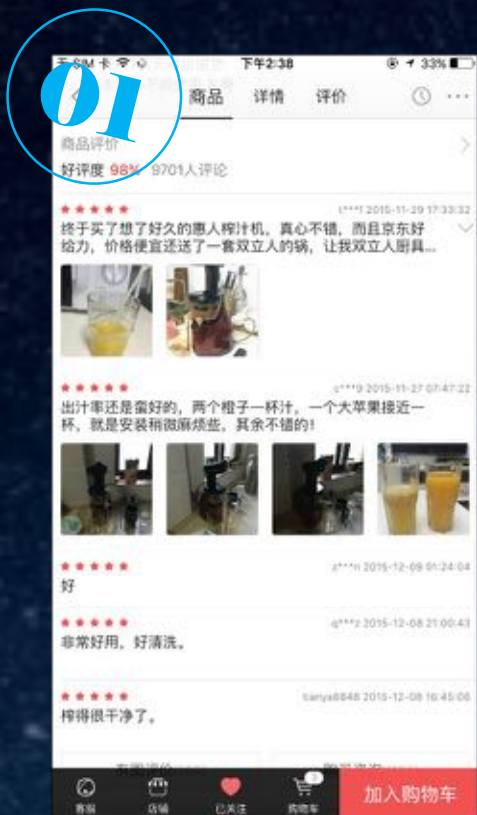 01
无 SIM 卡
下午2:38
33%
商品 详情 评价
商品评价
好评度 98% 9701人评论
t***f 2015-11-29 17:33:32
终于买了想了好久的惠人榨汁机，真心不错，而且京东好
给力，价格便宜还送了一套双立人的锅，让我双立人厨具...
c***9 2015-11-27 07:47:22
出汁率还是蛮好的，两个橙子一杯汁，一个大苹果接近一
杯，就是安装稍微麻烦些，其余不错的!
z***n 2015-12-09 01:24:04
好
q***z 2015-12-08 21:00:43
非常好用，好清洗。
tianya8848 2015-12-08 16:45:06
榨得很干净了。
3
客服 店铺 已关注 购物车 加入购物车